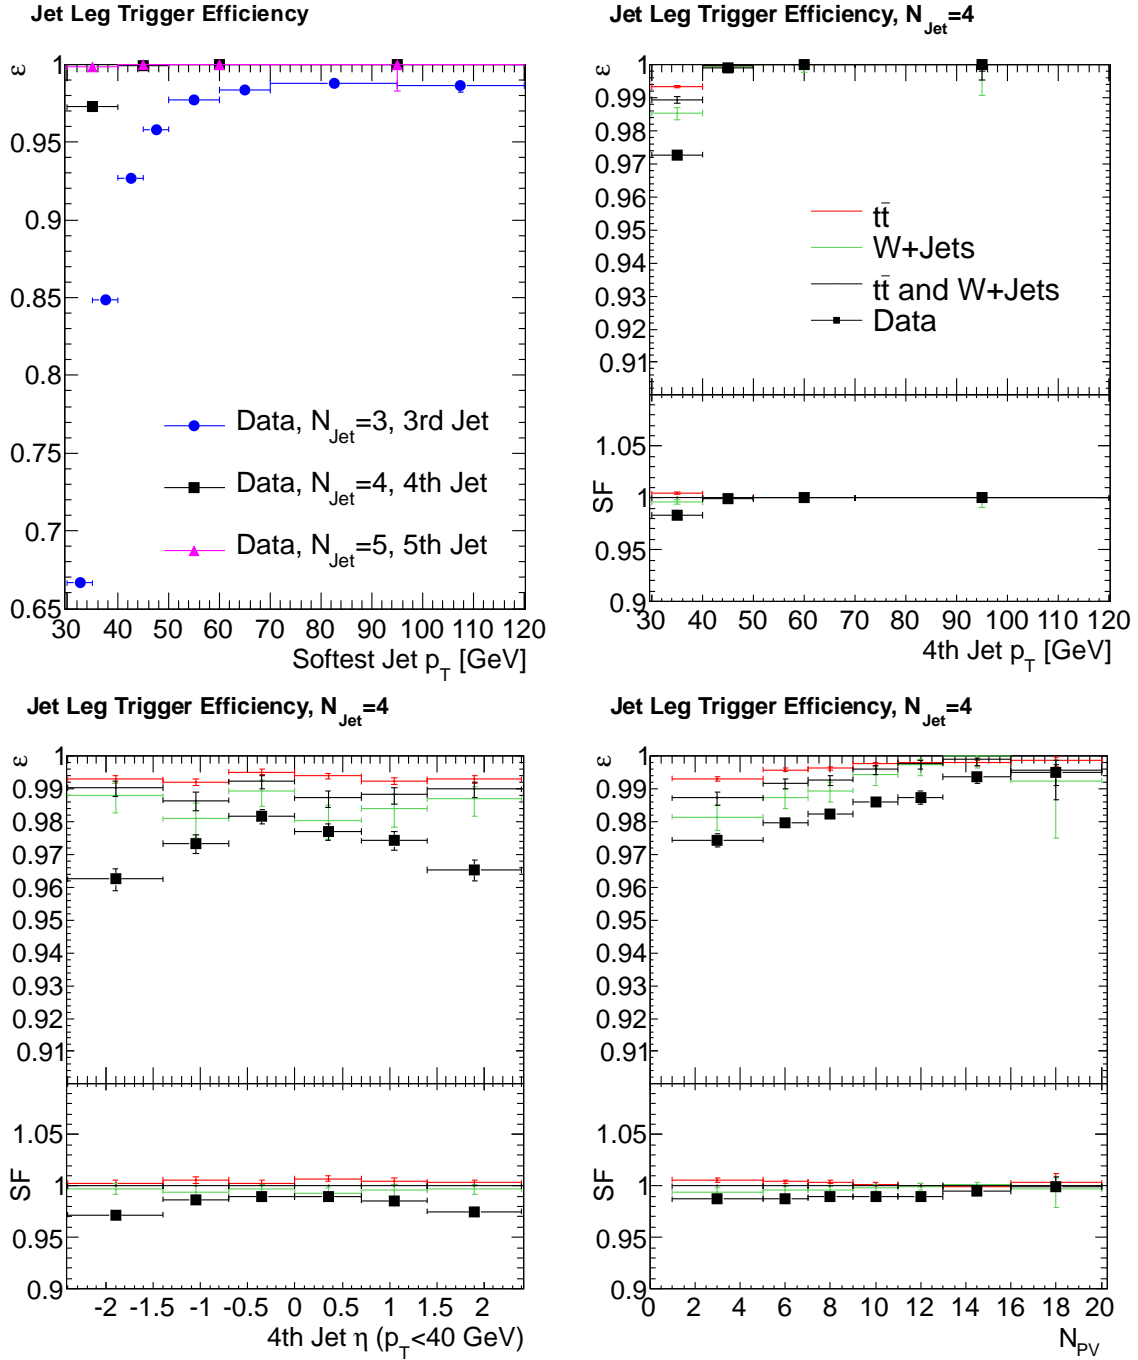 Jet Leg Trigger Efficiency
ε
1
0.95
0.9
0.85
0.8
0.75
0.7
0.65
Data, N_Jet=3, 3rd Jet
Data, N_Jet=4, 4th Jet
Data, N_Jet=5, 5th Jet
30 40 50 60 70 80 90 100 110 120
Softest Jet p_T [GeV]
Jet Leg Trigger Efficiency, N_Jet=4
ε
1
0.99
0.98
0.97
0.96
0.95
0.94
0.93
0.92
0.91
tt̄
W+Jets
tt̄ and W+Jets
Data
SF
1.05
1
0.95
0.9
30 40 50 60 70 80 90 100 110 120
4th Jet p_T [GeV]
Jet Leg Trigger Efficiency, N_Jet=4
ε
1
0.99
0.98
0.97
0.96
0.95
0.94
0.93
0.92
0.91
SF
1.05
1
0.95
0.9
-2 -1.5 -1 -0.5 0 0.5 1 1.5 2
4th Jet η (p_T<40 GeV)
Jet Leg Trigger Efficiency, N_Jet=4
ε
1
0.99
0.98
0.97
0.96
0.95
0.94
0.93
0.92
0.91
SF
1.05
1
0.95
0.9
0 2 4 6 8 10 12 14 16 18 20
N_PV